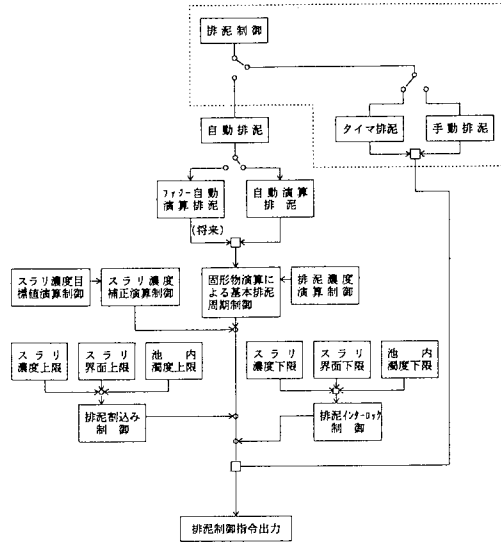 排泥制御
自動排泥
タイマ排泥
手動排泥
ファジー自動
演算排泥
自動演算
排泥
(将来)
スラリ濃度目
標値演算制御
スラリ濃度
補正演算制御
固形物演算に
よる基本排泥
周期制御
排泥濃度
演算制御
スラリ
濃度上限
スラリ
界面上限
池内
濁度上限
スラリ
濃度下限
スラリ
界面下限
池内
濁度下限
排泥割込み
制御
排泥インターロック
制御
排泥制御指令出力